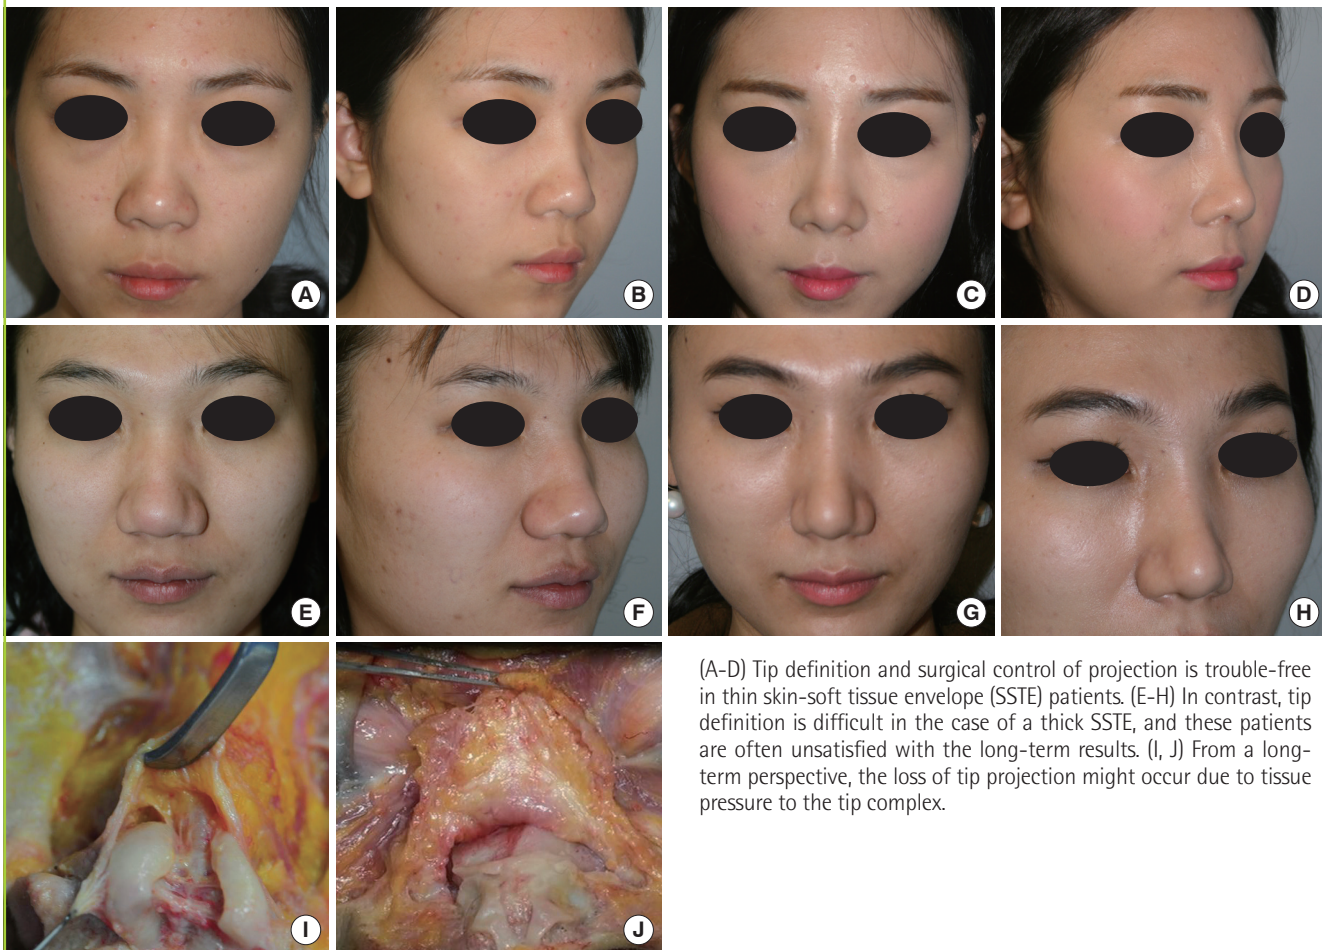 A
B
C
D
E
F
G
H
I
J
(A-D) Tip definition and surgical control of projection is trouble-free
in thin skin-soft tissue envelope (SSTE) patients. (E-H) In contrast, tip
definition is difficult in the case of a thick SSTE, and these patients
are often unsatisfied with the long-term results. (I, J) From a long-
term perspective, the loss of tip projection might occur due to tissue
pressure to the tip complex.